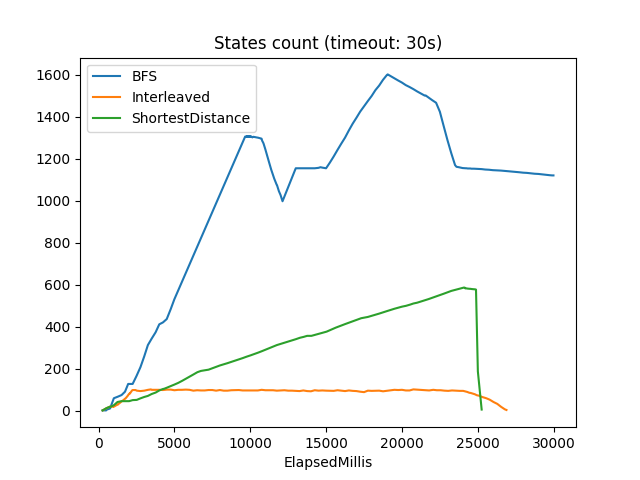 States count (timeout: 30s)
BFS
Interleaved
ShortestDistance
1600
1400
1200
1000
800
600
400
200
0
0 5000 10000 15000 20000 25000 30000
ElapsedMillis